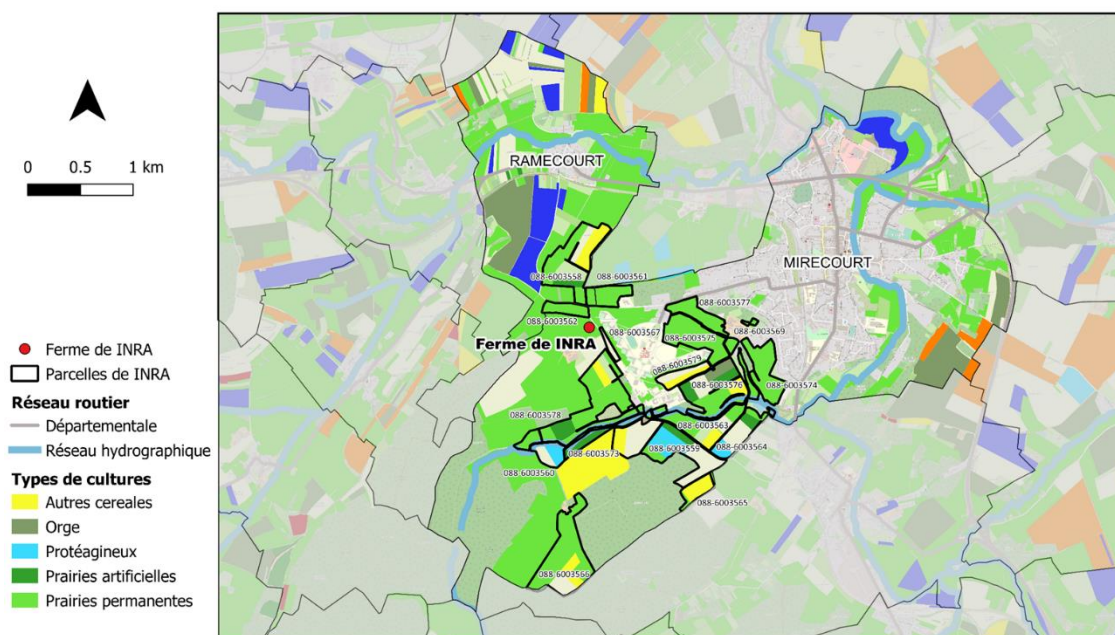 0 0.5 1 km
Ferme de INRA
Parcelles de INRA
Réseau routier
Départementale
Réseau hydrographique
Types de cultures
Autres cereales
Orge
Protéagineux
Prairies artificielles
Prairies permanentes
RAMECOURT
MIRECOURT
088-6003558
088-6003561
088-6003562
088-6003567
088-6003577
088-6003575
088-6003569
Ferme de INRA
088-6003579
088-6003576
088-6003574
088-6003578
088-6003563
088-6003573
088-6003559
088-6003564
088-6003560
088-6003565
088-6003566